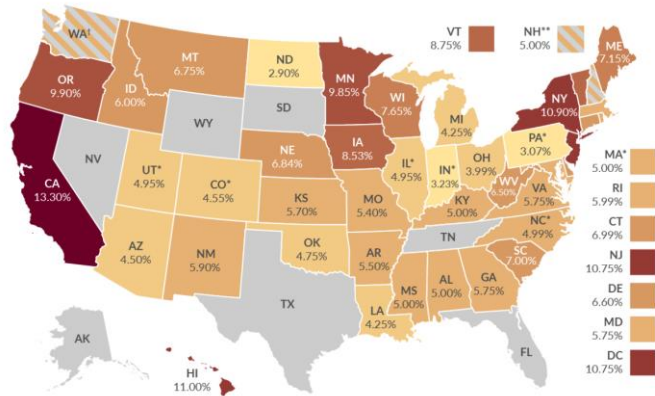 WA†
VT
8.75%
NH**
5.00%
MT
6.75%
ND
2.90%
MN
9.85%
ME
7.15%
OR
9.90%
ID
6.00%
SD
WI
7.65%
NY
10.90%
WY
MI
4.25%
IA
8.53%
PA*
3.07%
NE
6.84%
MA*
5.00%
NV
UT*
4.95%
CO*
4.55%
IL*
4.95%
IN*
3.23%
OH
3.99%
RI
5.99%
CA
13.30%
KS
5.70%
MO
5.40%
WV
6.50%
KY
5.00%
VA
5.75%
CT
6.99%
NC*
4.99%
TN
NJ
10.75%
AZ
4.50%
NM
5.90%
OK
4.75%
AR
5.50%
SC
7.00%
DE
6.60%
MS
5.00%
AL
5.00%
GA
5.75%
TX
LA
4.25%
MD
5.75%
AK
FL
DC
10.75%
HI
11.00%